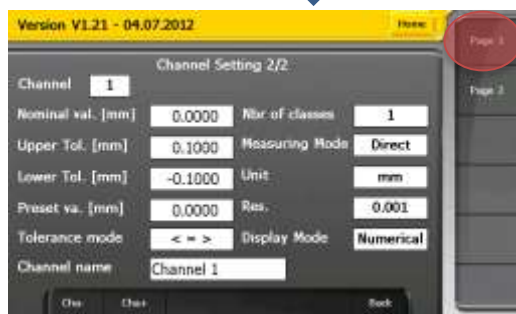 Version V1.21 - 04.07.2012 Home
Page 1
Channel Setting 2/2
Channel 1
Page 2
Nominal val. [mm] 0.0000 Nbr of classes 1
Upper Tol. [mm] 0.1000 Measuring Mode Direct
Lower Tol. [mm] -0.1000 Unit mm
Preset va. [mm] 0.0000 Res. 0.001
Tolerance mode < = > Display Mode Numerical
Channel name Channel 1
Cha- Cha+ Back